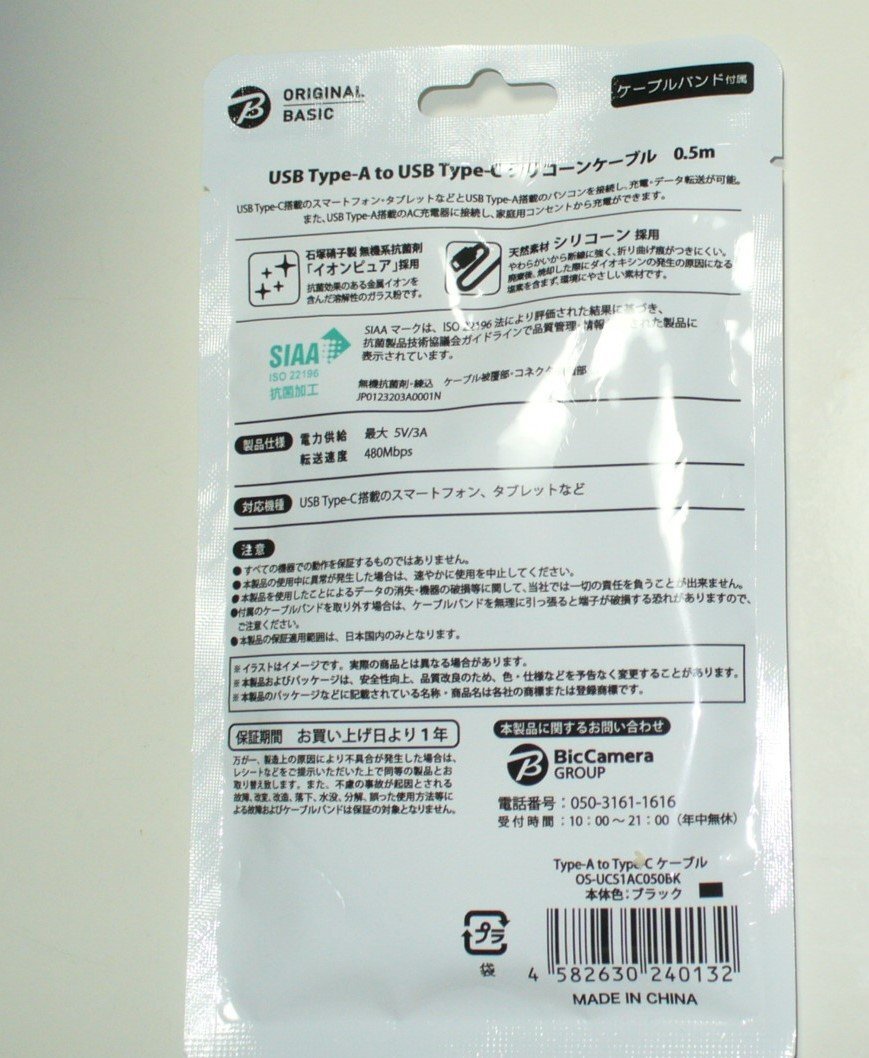 ORIGINAL
BASIC
ケーブルバンド付属
USB Type-A to USB Type-C シリコーンケーブル 0.5m
USB Type-C搭載のスマートフォン・タブレットなどとUSB Type-A搭載のパソコンを接続し、充電・データ転送が可能。
また、USB Type-A搭載のAC充電器に接続し、家庭用コンセントから充電ができます。
石塚硝子製 無機系抗菌剤
「イオンピュア」採用
抗菌効果のある金属イオンを
含んだ溶解性のガラス粉です。
天然素材 シリコーン 採用
やわらかいから断線に強く、折り曲げ痕がつきにくい。
廃棄後、焼却した際にダイオキシンの発生の原因になる
塩素を含まず、環境にやさしい素材です。
SIAA
ISO 22196
抗菌加工
SIAA マークは、ISO 22196 法により評価された結果に基づき、
抗菌製品技術協議会ガイドラインで品質管理・情報 された製品に
表示されています。
無機抗菌剤・練込 ケーブル被覆部・コネクタ 部
JP0123203A0001N
製品仕様 電力供給 最大 5V/3A
転送速度 480Mbps
対応機種 USB Type-C搭載のスマートフォン、タブレットなど
注意
●すべての機器での動作を保証するものではありません。
●本製品の使用中に異常が発生した場合は、速やかに使用を中止してください。
●本製品を使用したことによるデータの消失・機器の破損等に関して、当社では一切の責任を負うことが出来ません。
●付属のケーブルバンドを取り外す場合は、ケーブルバンドを無理に引っ張ると端子が破損する恐れがありますので、
ご注意ください。
●本製品の保証適用範囲は、日本国内のみとなります。
※イラストはイメージです。実際の商品とは異なる場合があります。
※本製品およびパッケージは、安全性向上、品質改良のため、色・仕様などを予告なく変更することがあります。
※本製品のパッケージなどに記載されている名称・商品名は各社の商標または登録商標です。
保証期間 お買い上げ日より1年
万が一、製造上の原因により不具合が発生した場合は、
レシートなどをご提示いただいた上で同等の製品とお
取り替え致します。また、不慮の事故が起因とされる
故障、改変、改造、落下、水没、分解、誤った使用方法等に
よる故障およびケーブルバンドは保証の対象となりません。
本製品に関するお問い合わせ
BicCamera
GROUP
電話番号：050-3161-1616
受付時間：10：00～21：00（年中無休）
Type-A to Type-C ケーブル
OS-UCS1AC050BK
本体色：ブラック
プラ
袋
4 582630 240132
MADE IN CHINA